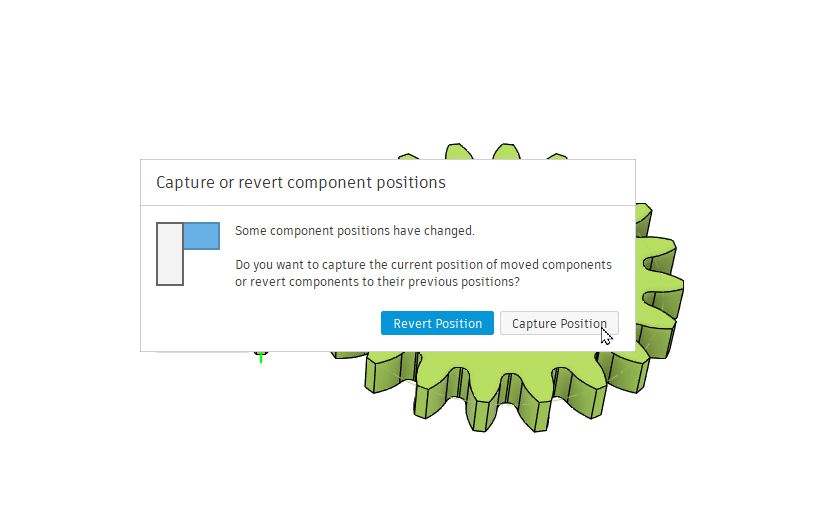 Capture or revert component positions
Some component positions have changed.
Do you want to capture the current position of moved components
or revert components to their previous positions?
Revert Position
Capture Position